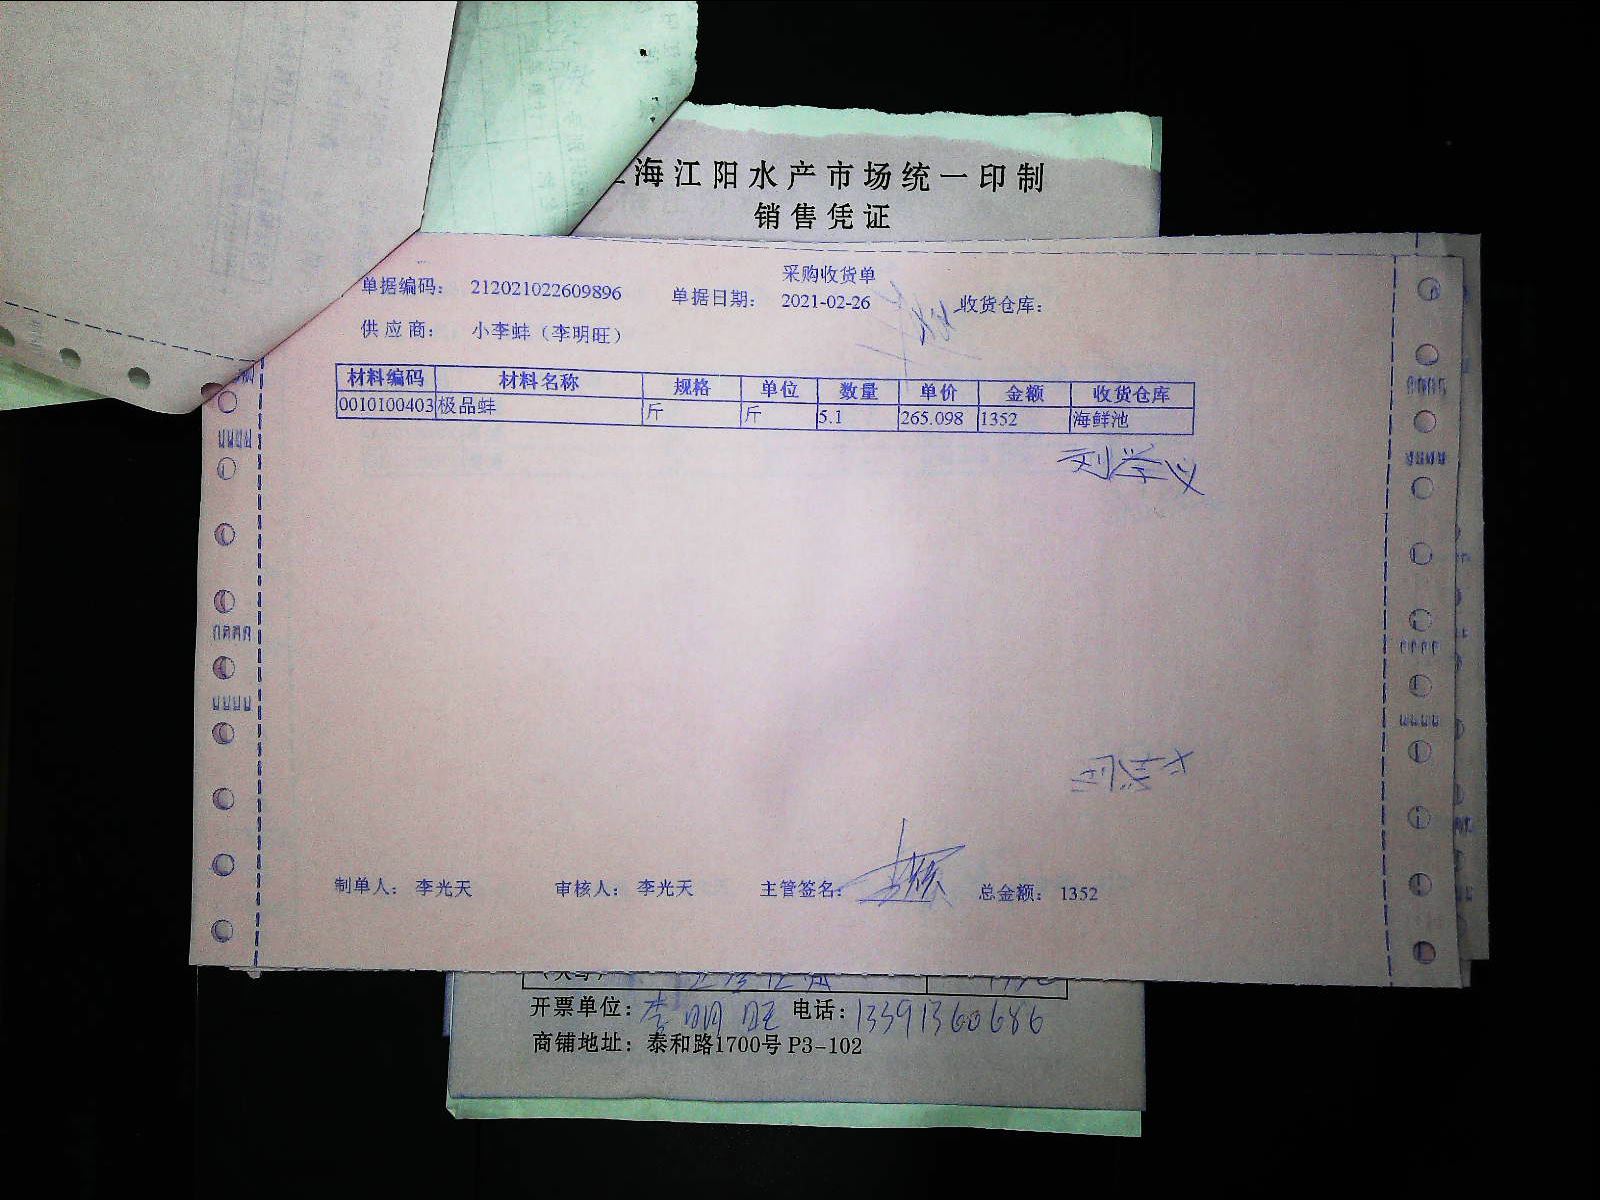 海江阳水产市场统一印制
销售凭证
采购收货单
单据编码： 212021022609896 单据日期： 2021-02-26 收货仓库：
供应商： 小李蚌（李明旺）
材料编码 材料名称 规格 单位 数量 单价 金额 收货仓库
0010100403 极品蚌 斤 斤 5.1 265.098 1352 海鲜池
刘学义
制单人： 李光天 审核人： 李光天 主管签名： 总金额： 1352
开票单位：李明旺 电话：13391360686
商铺地址：泰和路1700号 P3-102